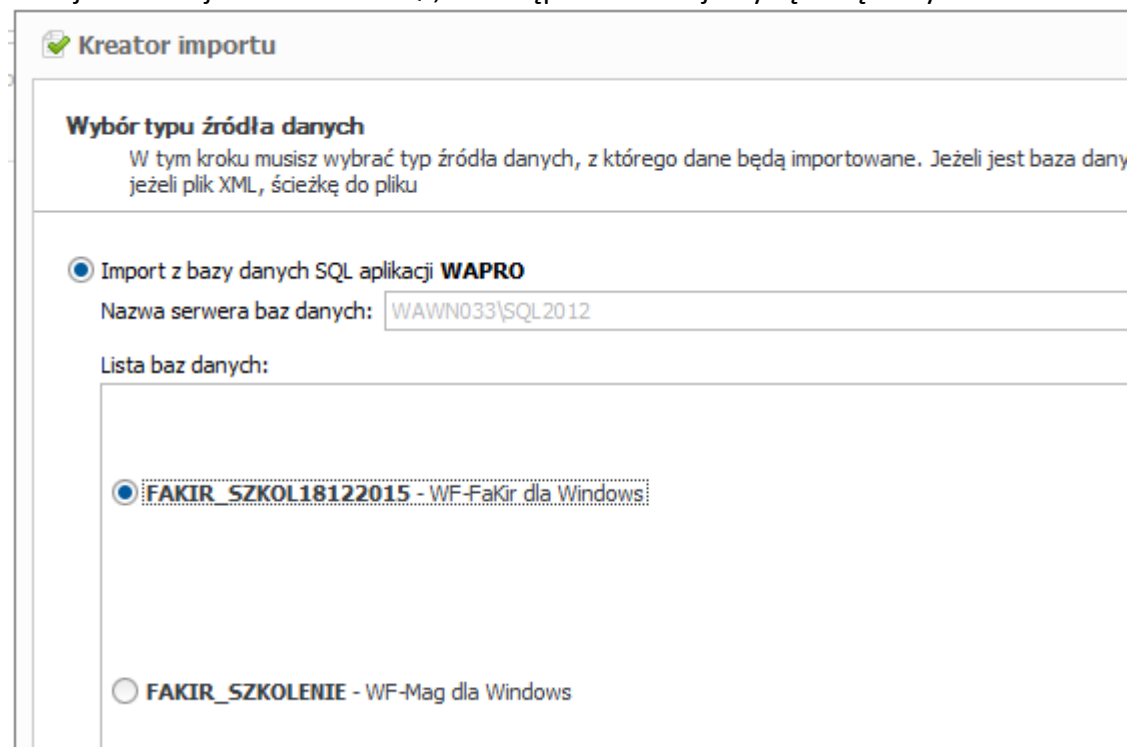 Kreator importu
Wybór typu źródła danych
W tym kroku musisz wybrać typ źródła danych, z którego dane będą importowane. Jeżeli jest baza dany
jeżeli plik XML, ścieżkę do pliku
Import z bazy danych SQL aplikacji WAPRO
Nazwa serwera baz danych: WAWN033\SQL2012
Lista baz danych:
FAKIR_SZKOL18122015 - WF-FaKir dla Windows
FAKIR_SZKOLENIE - WF-Mag dla Windows